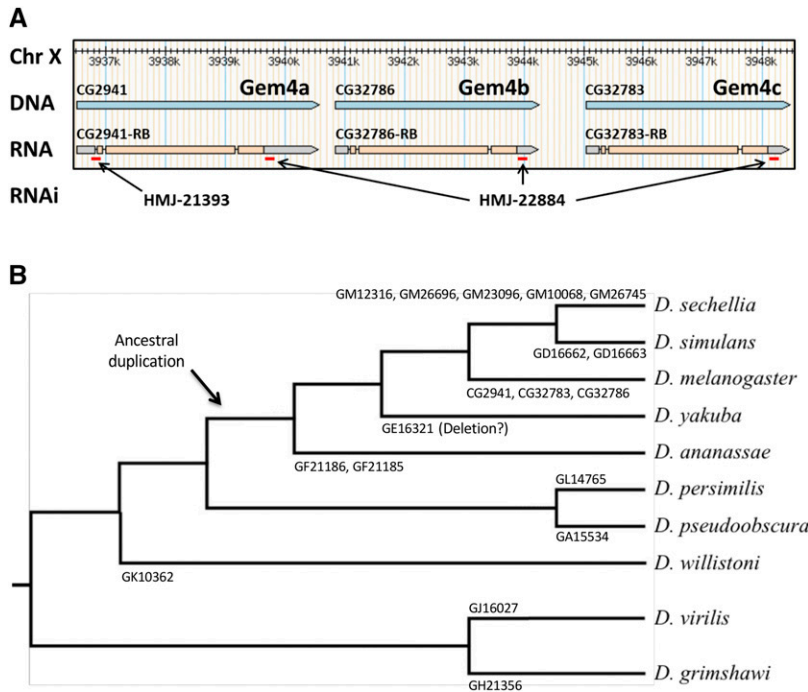 A
Chr X
3937k 3938k 3939k 3940k 3941k 3942k 3943k 3944k 3945k 3946k 3947k 3948k
DNA
CG2941 Gem4a CG32786 Gem4b CG32783 Gem4c
RNA
CG2941-RB CG32786-RB CG32783-RB
RNAi
HMJ-21393 HMJ-22884
B
GM12316, GM26696, GM23096, GM10068, GM26745
D. sechellia
Ancestral
duplication
D. simulans
GD16662, GD16663
D. melanogaster
CG2941, CG32783, CG32786
D. yakuba
GE16321 (Deletion?)
D. ananassae
GF21186, GF21185
GL14765
D. persimilis
D. pseudoobscura
GA15534
D. willistoni
GK10362
GJ16027
D. virilis
D. grimshawi
GH21356